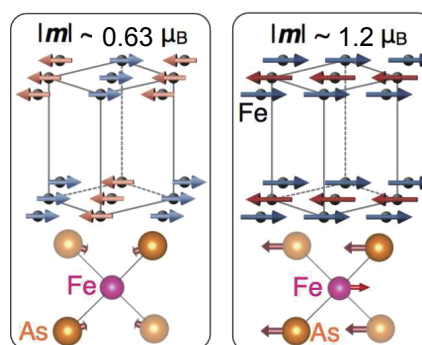 |m| ~ 0.63 μB
|m| ~ 1.2 μB
Fe
Fe
As
Fe
As